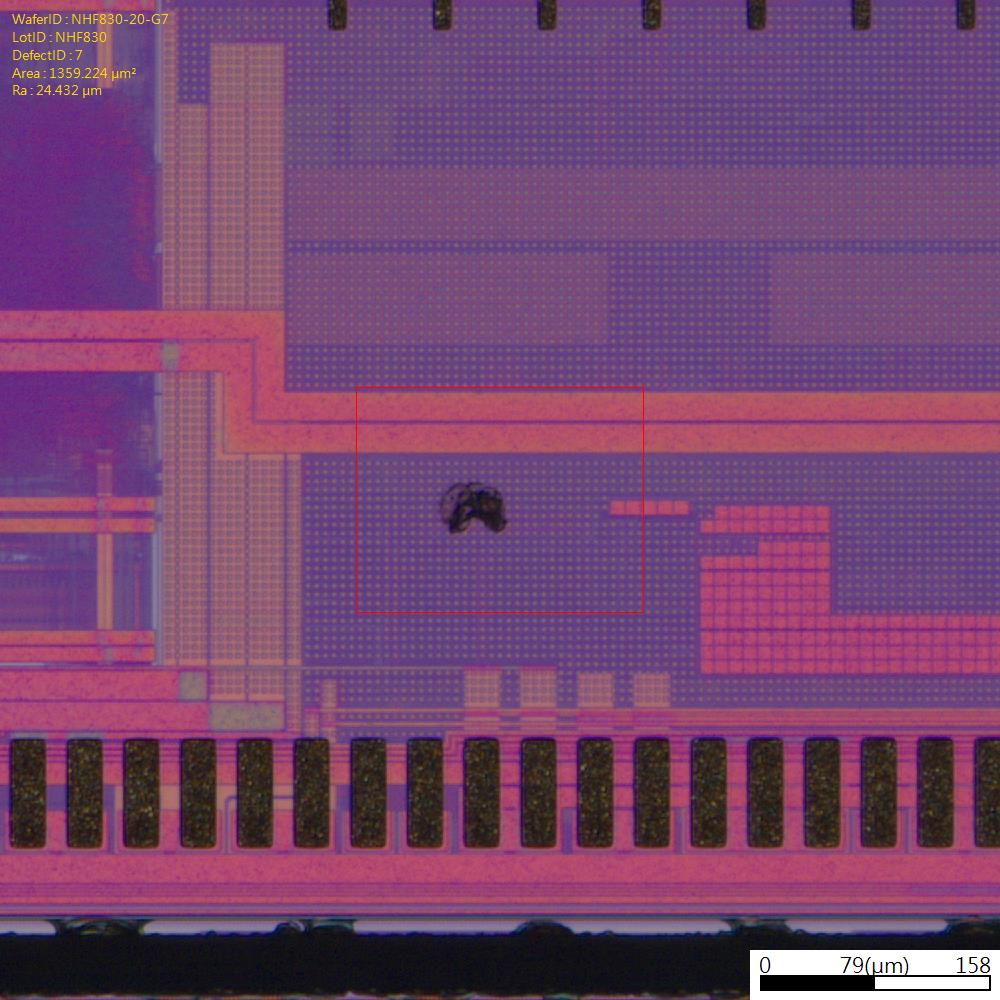 WaferID : NHF830-20-G7
LotID : NHF830
DefectID : 7
Area : 1359.224 µm²
Ra : 24.432 µm
0 79(µm) 158